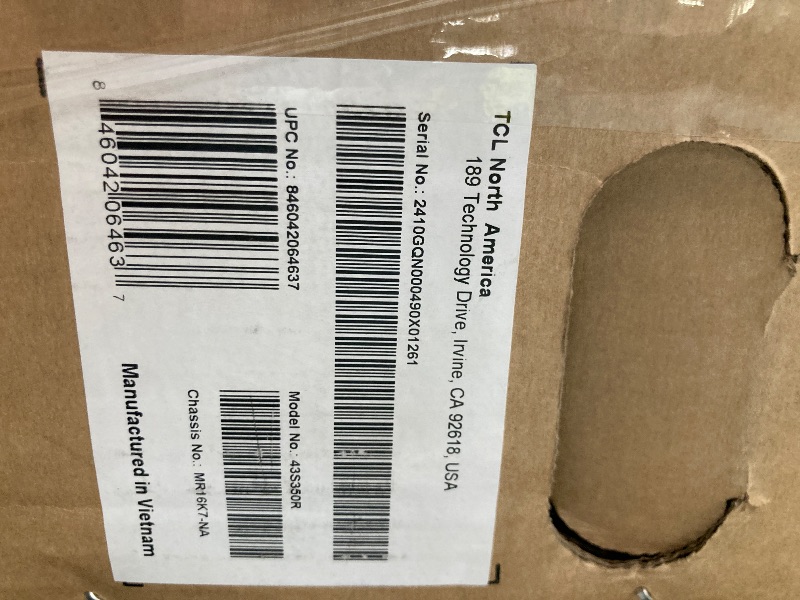 TCL North America
189 Technology Drive, Irvine, CA 92618, USA
Serial No.: 2410GQN000490X01261
UPC No.: 846042064637
8 46042 06463 7
Model No.: 43S350R
Chassis No.: MR16K7-NA
Manufactured in Vietnam